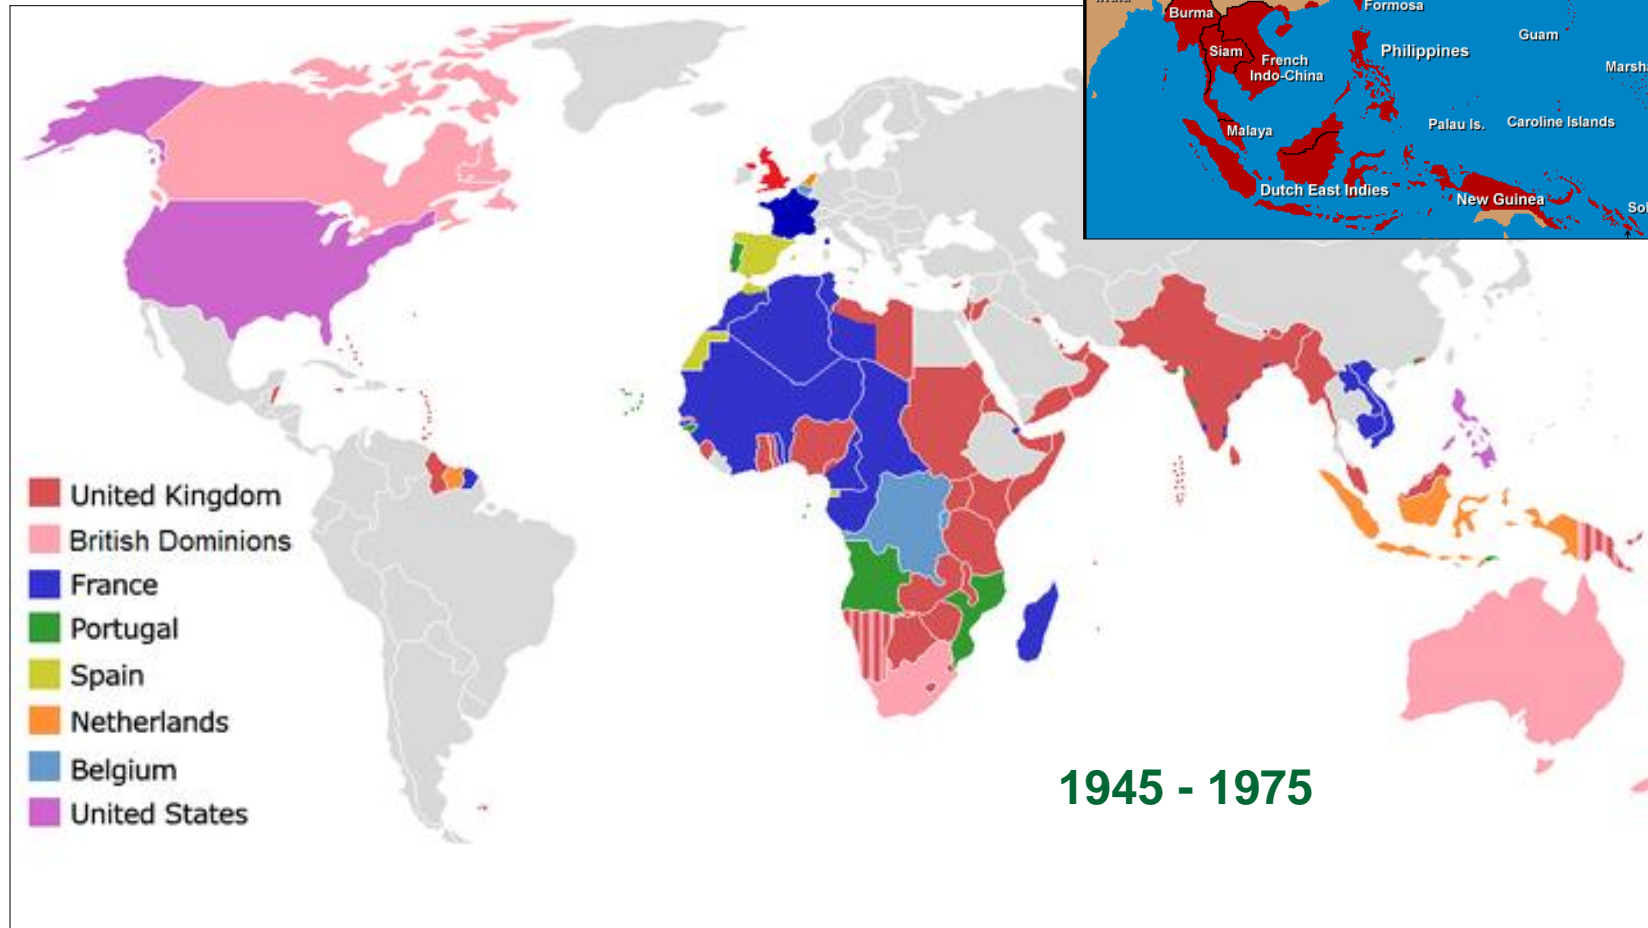 Burma
Formosa
Guam
Siam
Philippines
French
Indo-China
Palau Is.
Caroline Islands
Malaya
Dutch East Indies
New Guinea
United Kingdom
British Dominions
France
Portugal
Spain
Netherlands
Belgium
United States
1945 - 1975